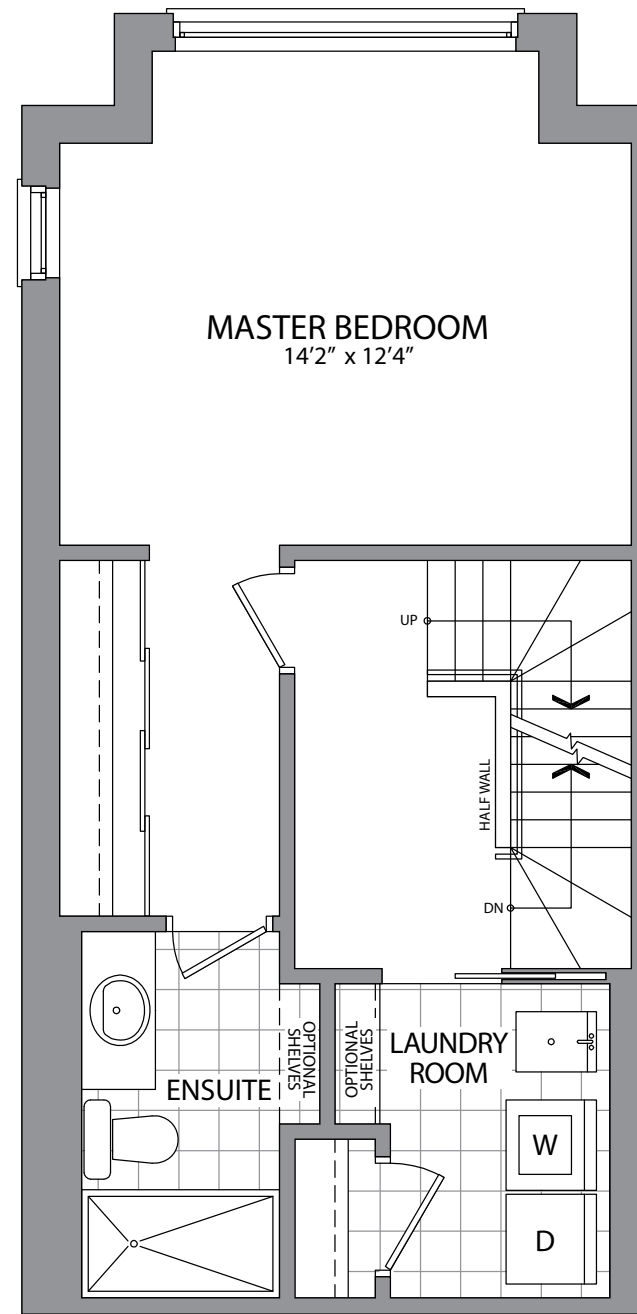 MASTER BEDROOM
14’2” x 12’4”
UP
HALF WALL
DN
OPTIONAL
SHELVES
OPTIONAL
SHELVES
LAUNDRY
ROOM
ENSUITE
W
D